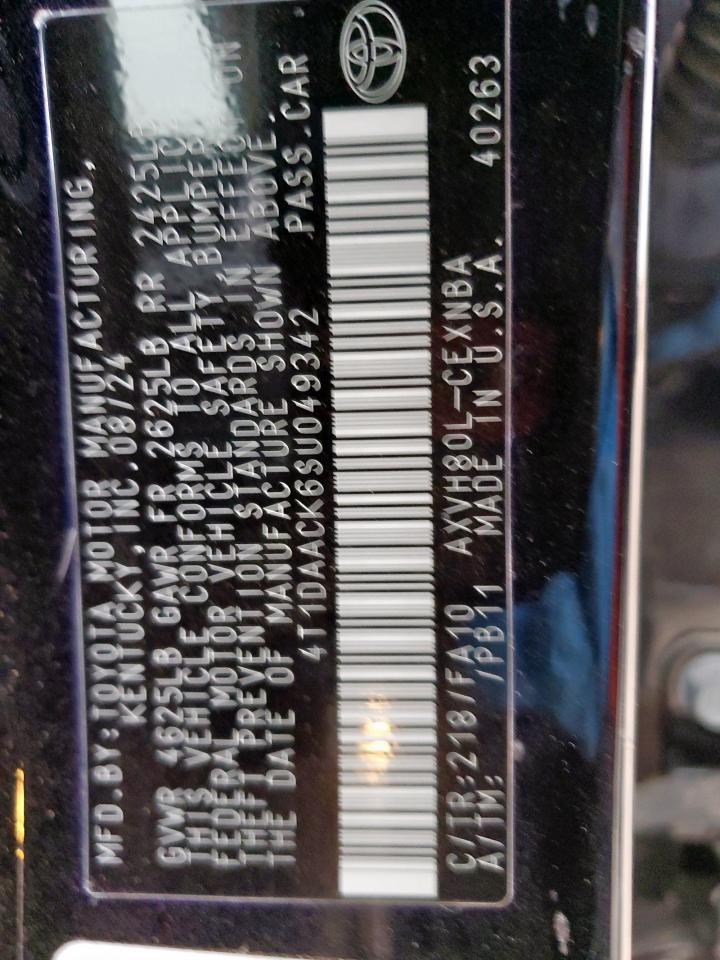 MFD.BY:TOYOTA MOTOR MANUFACTURING,
KENTUCKY, INC.08/24
GVWR 4625LB GAWR FR 2625LB RR 2425LB
THIS VEHICLE CONFORMS TO ALL
FEDERAL MOTOR VEHICLE SAFETY, BUMPER
THEFT PREVENTION STANDARDS IN EFFECT ON
THE DATE OF MANUFACTURE SHOWN ABOVE.
4T1DAACK6SU049342 PASS.CAR
C/TR:218/FA10 AXVH80L-CEXNBA 40263
A/TM: /PB11 MADE IN U.S.A.